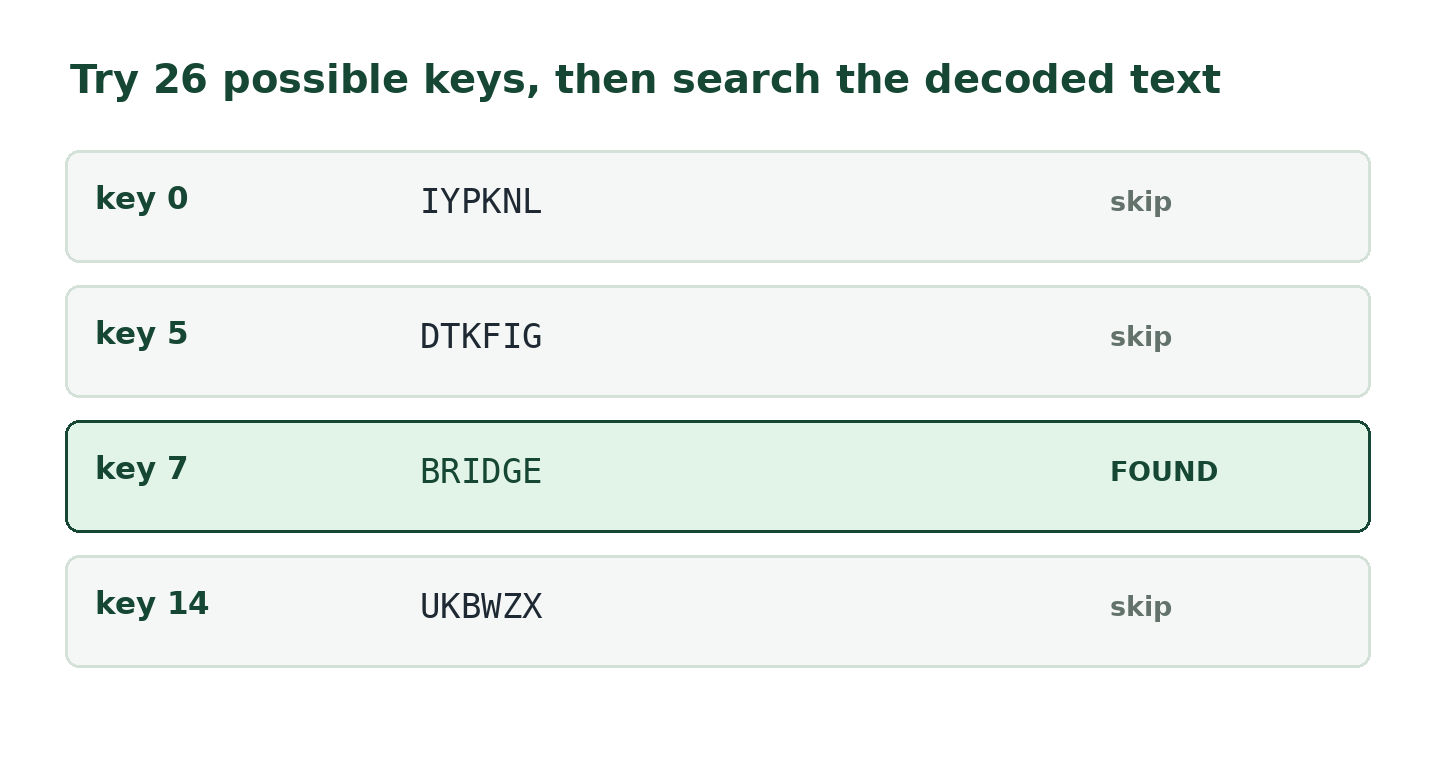 Try 26 possible keys, then search the decoded text
key 0 IYPKNL skip
key 5 DTKFIG skip
key 7 BRIDGE FOUND
key 14 UKBWZX skip